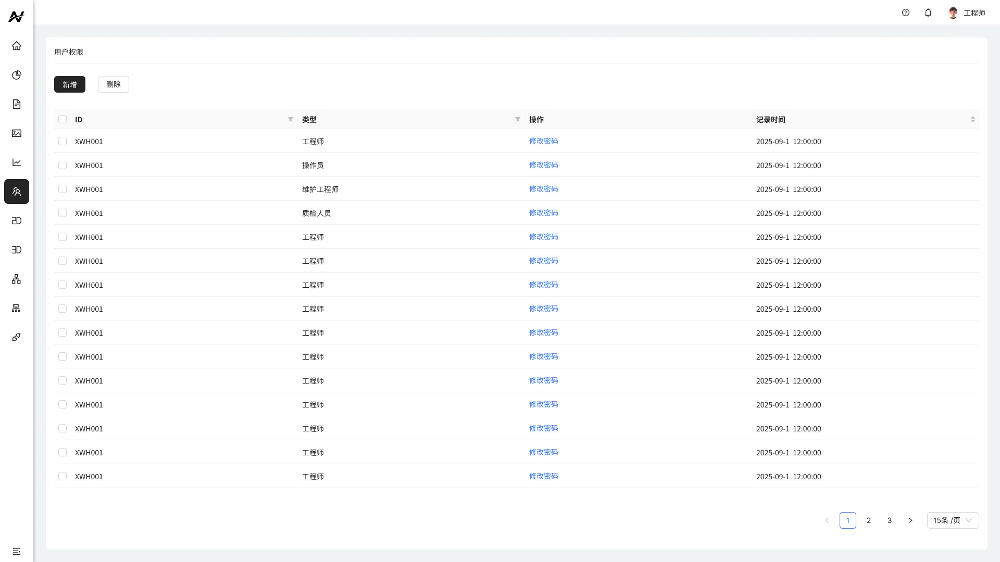 工程师
用户权限
新增 删除
ID 类型 操作 记录时间
XWH001 工程师 修改密码 2025-09-1 12:00:00
XWH001 操作员 修改密码 2025-09-1 12:00:00
XWH001 维护工程师 修改密码 2025-09-1 12:00:00
XWH001 质检人员 修改密码 2025-09-1 12:00:00
XWH001 工程师 修改密码 2025-09-1 12:00:00
XWH001 工程师 修改密码 2025-09-1 12:00:00
XWH001 工程师 修改密码 2025-09-1 12:00:00
XWH001 工程师 修改密码 2025-09-1 12:00:00
XWH001 工程师 修改密码 2025-09-1 12:00:00
XWH001 工程师 修改密码 2025-09-1 12:00:00
XWH001 工程师 修改密码 2025-09-1 12:00:00
XWH001 工程师 修改密码 2025-09-1 12:00:00
XWH001 工程师 修改密码 2025-09-1 12:00:00
XWH001 工程师 修改密码 2025-09-1 12:00:00
XWH001 工程师 修改密码 2025-09-1 12:00:00
1 2 3 15条 /页
2D
3D